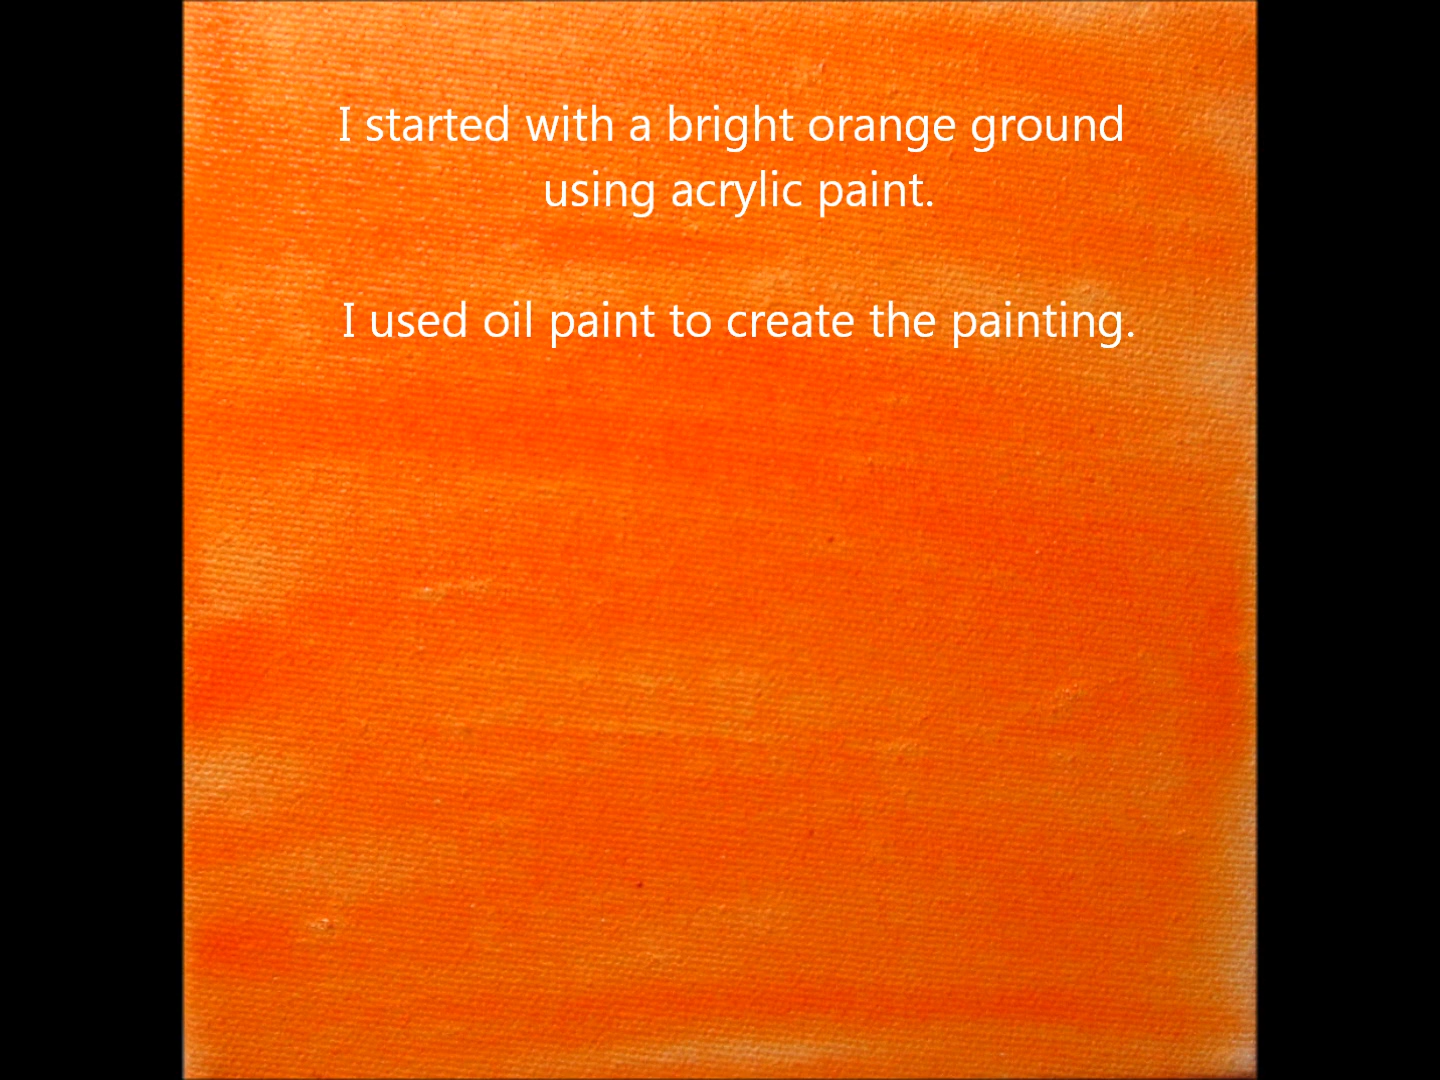 I started with a bright orange ground
using acrylic paint.
I used oil paint to create the painting.